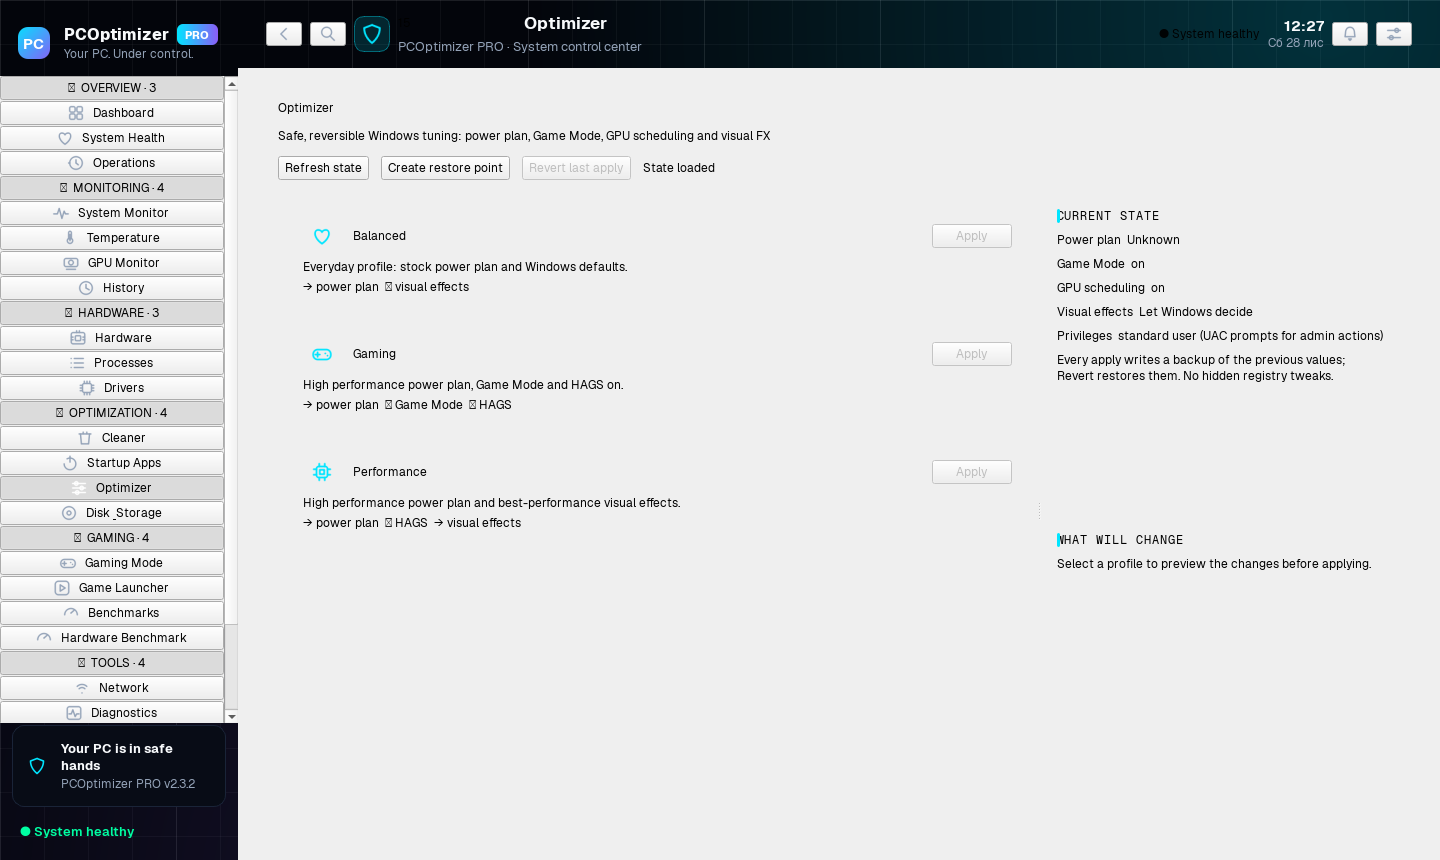 PC
PCOptimizer PRO
Your PC. Under control.
Optimizer
PCOptimizer PRO · System control center
● System healthy
12:27
Сб 28 лис
OVERVIEW · 3
Dashboard
System Health
Operations
MONITORING · 4
System Monitor
Temperature
GPU Monitor
History
HARDWARE · 3
Hardware
Processes
Drivers
OPTIMIZATION · 4
Cleaner
Startup Apps
Optimizer
Disk _Storage
GAMING · 4
Gaming Mode
Game Launcher
Benchmarks
Hardware Benchmark
TOOLS · 4
Network
Diagnostics
Your PC is in safe
hands
PCOptimizer PRO v2.3.2
● System healthy
Optimizer
Safe, reversible Windows tuning: power plan, Game Mode, GPU scheduling and visual FX
Refresh state
Create restore point
Revert last apply
State loaded
Balanced
Apply
Everyday profile: stock power plan and Windows defaults.
→ power plan visual effects
Gaming
Apply
High performance power plan, Game Mode and HAGS on.
→ power plan Game Mode HAGS
Performance
Apply
High performance power plan and best-performance visual effects.
→ power plan HAGS → visual effects
CURRENT STATE
Power plan Unknown
Game Mode on
GPU scheduling on
Visual effects Let Windows decide
Privileges standard user (UAC prompts for admin actions)
Every apply writes a backup of the previous values;
Revert restores them. No hidden registry tweaks.
WHAT WILL CHANGE
Select a profile to preview the changes before applying.